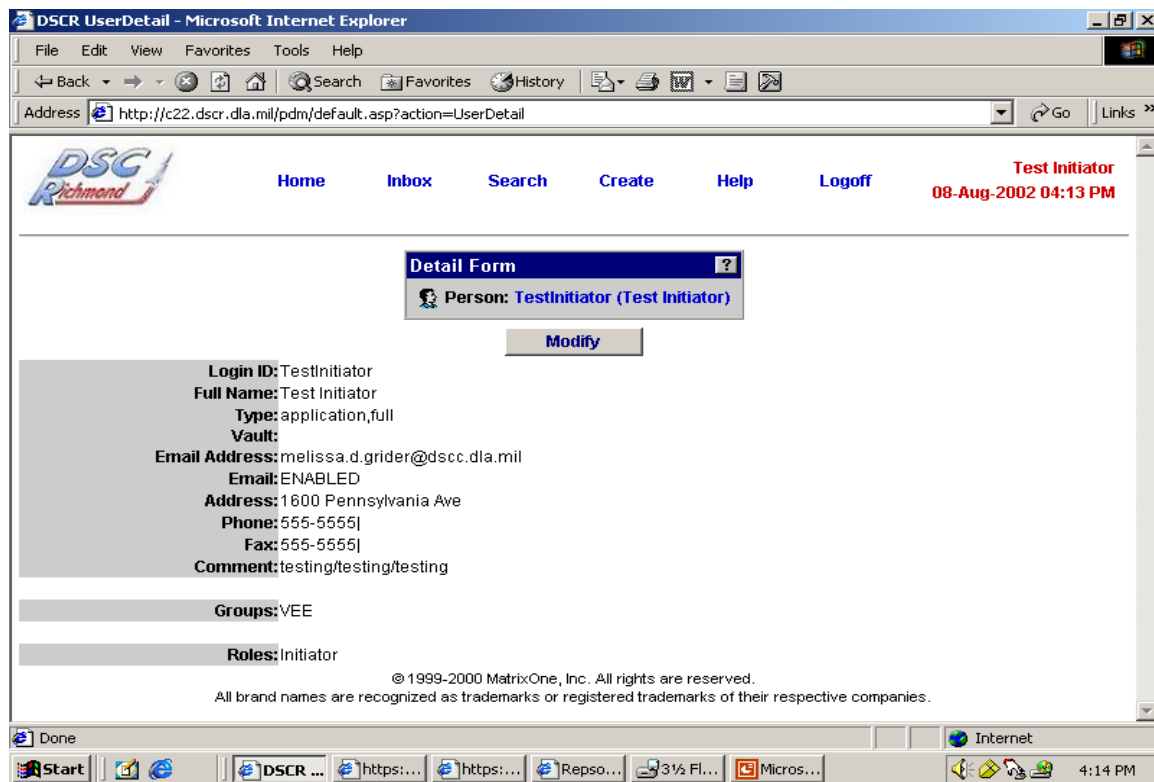 DSCR UserDetail - Microsoft Internet Explorer
File Edit View Favorites Tools Help
Back Search Favorites History
Address http://c22.dscr.dla.mil/pdm/default.asp?action=UserDetail Go Links »
DSC
Richmond
Home Inbox Search Create Help Logoff
Test Initiator
08-Aug-2002 04:13 PM
Detail Form ?
Person: TestInitiator (Test Initiator)
Modify
Login ID: TestInitiator
Full Name: Test Initiator
Type: application,full
Vault:
Email Address: melissa.d.grider@dscc.dla.mil
Email: ENABLED
Address: 1600 Pennsylvania Ave
Phone: 555-5555|
Fax: 555-5555|
Comment: testing/testing/testing
Groups: VEE
Roles: Initiator
© 1999-2000 MatrixOne, Inc. All rights are reserved.
All brand names are recognized as trademarks or registered trademarks of their respective companies.
Done Internet
Start DSCR ... https:... https:... Repso... 3½ Fl... Micros... 4:14 PM